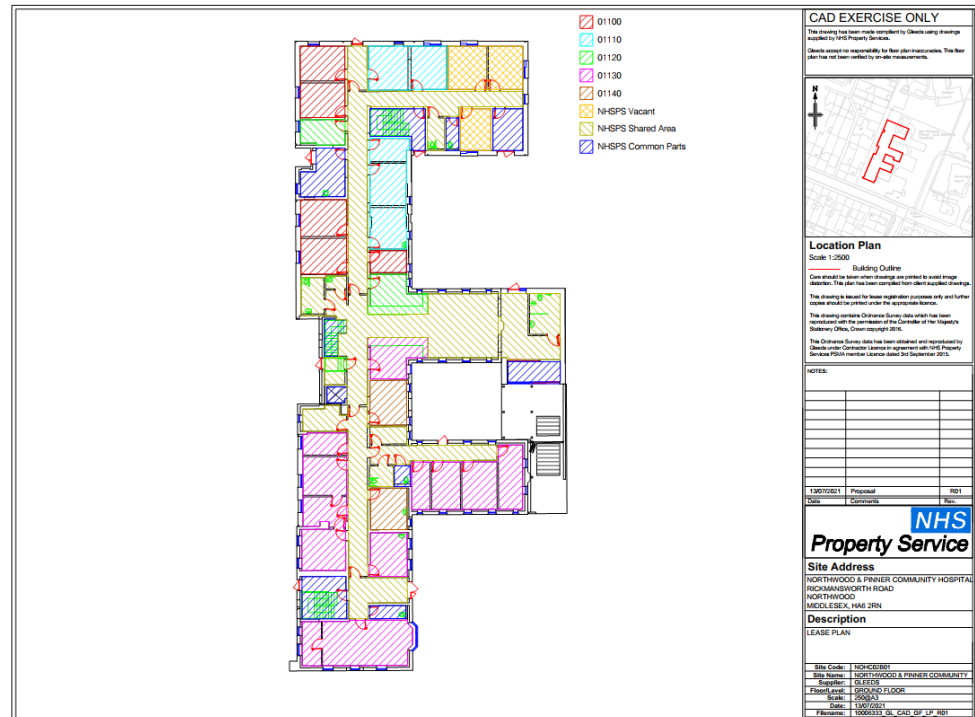 01100
01110
01120
01130
01140
NHSPS Vacant
NHSPS Shared Area
NHSPS Common Parts
CAD EXERCISE ONLY
This drawing has been made compliant by Gleeds using drawings
supplied by NHS Property Services.
Gleeds accept no responsibility for floor plan inaccuracies. This floor
plan has not been verified by on-site measurements.
N
Location Plan
Scale 1:2500
Building Outline
Care should be taken when drawings are printed to avoid image
distortion. This plan has been compiled from client supplied drawings.
This drawing is issued for lease registration purposes only and further
copies should be printed under the appropriate licence.
This drawing contains Ordnance Survey data which has been
reproduced with the permission of the Controller of Her Majesty's
Stationery Office, Crown copyright 2016.
This Ordnance Survey data has been obtained and reproduced by
Gleeds under Contractor Licence in agreement with NHS Property
Services PSMA member Licence dated 3rd September 2015.
NOTES:
13/07/2021 Proposal R01
Date Comments Rev.
NHS
Property Service
Site Address
NORTHWOOD & PINNER COMMUNITY HOSPITAL
RICKMANSWORTH ROAD
NORTHWOOD
MIDDLESEX, HA6 2RN
Description
LEASE PLAN
Site Code:
Site Name: NORTHWOOD & PINNER COMMUNITY
Supplier: GLEEDS
Floor/Level: GROUND FLOOR
Scale: 250@A3
Date: 13/07/2021
Filename: 10006333_GL_CAD_GF_LP_R01